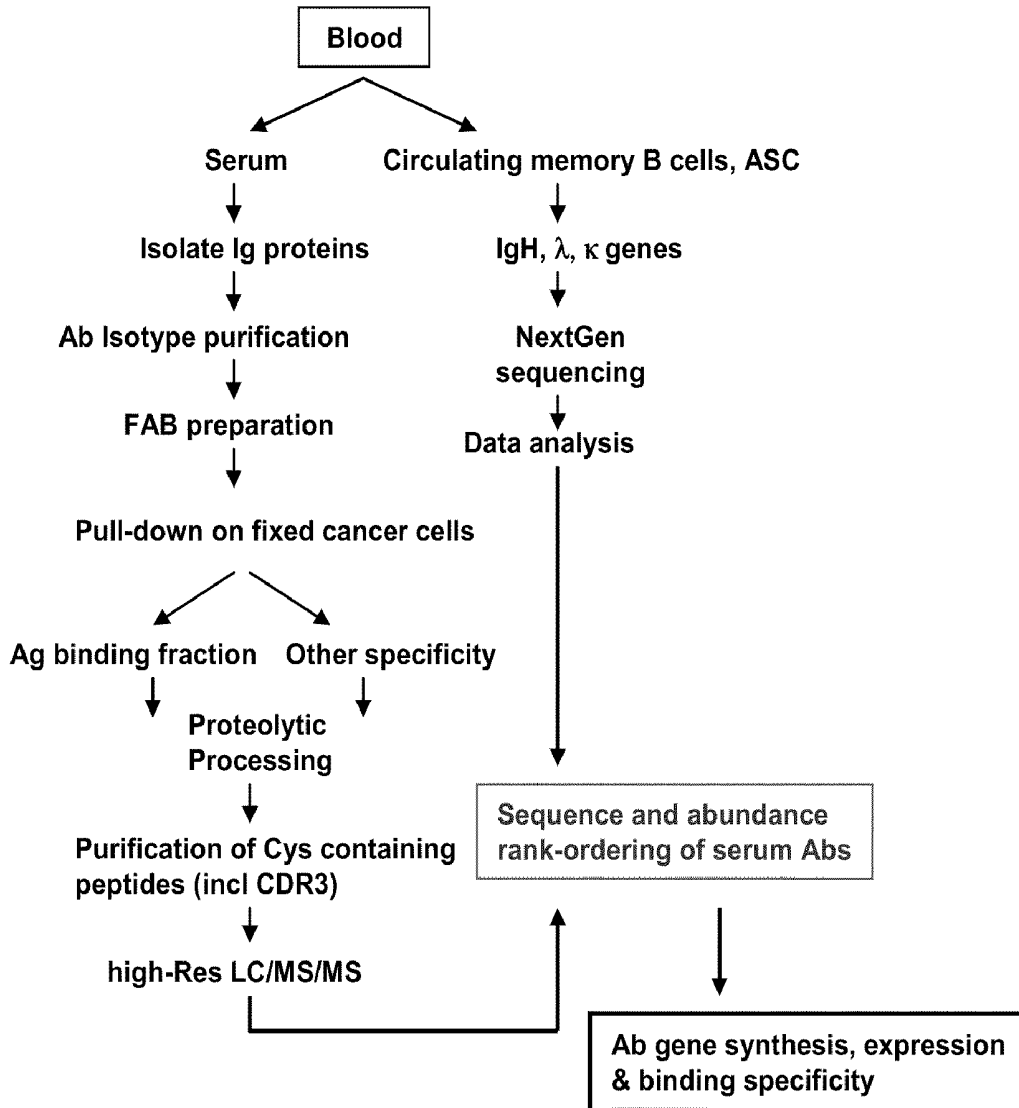 Blood
Serum
Circulating memory B cells, ASC
Isolate Ig proteins
IgH, λ, κ genes
Ab Isotype purification
NextGen
sequencing
FAB preparation
Data analysis
Pull-down on fixed cancer cells
Ag binding fraction
Other specificity
Proteolytic
Processing
Sequence and abundance
rank-ordering of serum Abs
Purification of Cys containing
peptides (incl CDR3)
high-Res LC/MS/MS
Ab gene synthesis, expression
& binding specificity